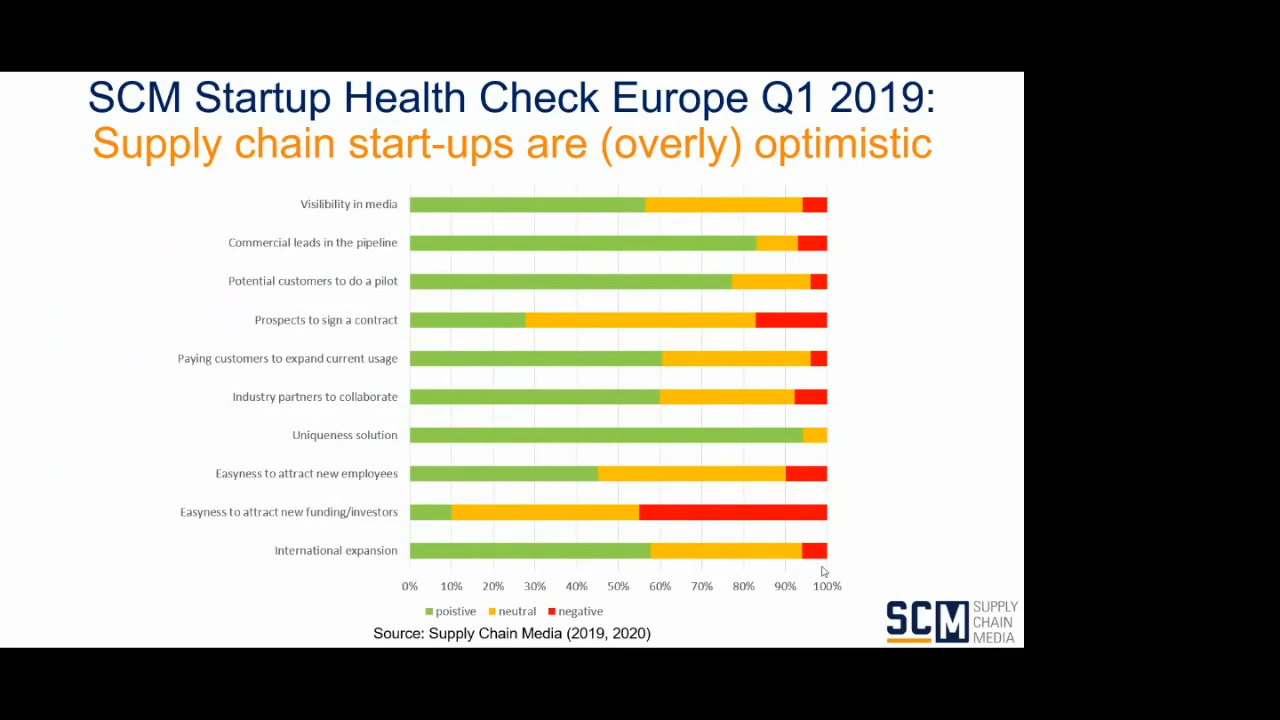 SCM Startup Health Check Europe Q1 2019:
Supply chain start-ups are (overly) optimistic
Visilibility in media
Commercial leads in the pipeline
Potential customers to do a pilot
Prospects to sign a contract
Paying customers to expand current usage
Industry partners to collaborate
Uniqueness solution
Easyness to attract new employees
Easyness to attract new funding/investors
International expansion
0% 10% 20% 30% 40% 50% 60% 70% 80% 90% 100%
poistive neutral negative
Source: Supply Chain Media (2019, 2020)
SCM
SUPPLY
CHAIN
MEDIA